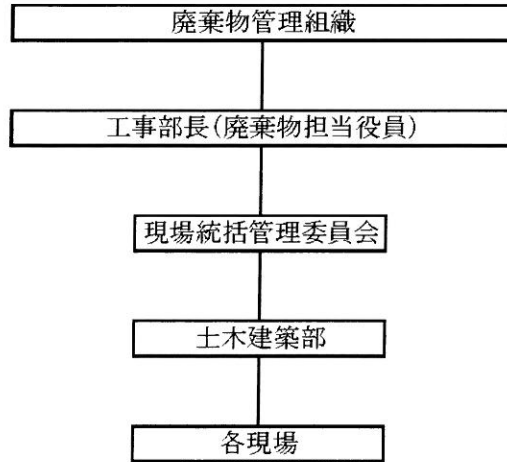 廃棄物管理組織
工事部長(廃棄物担当役員)
現場統括管理委員会
土木建築部
各現場